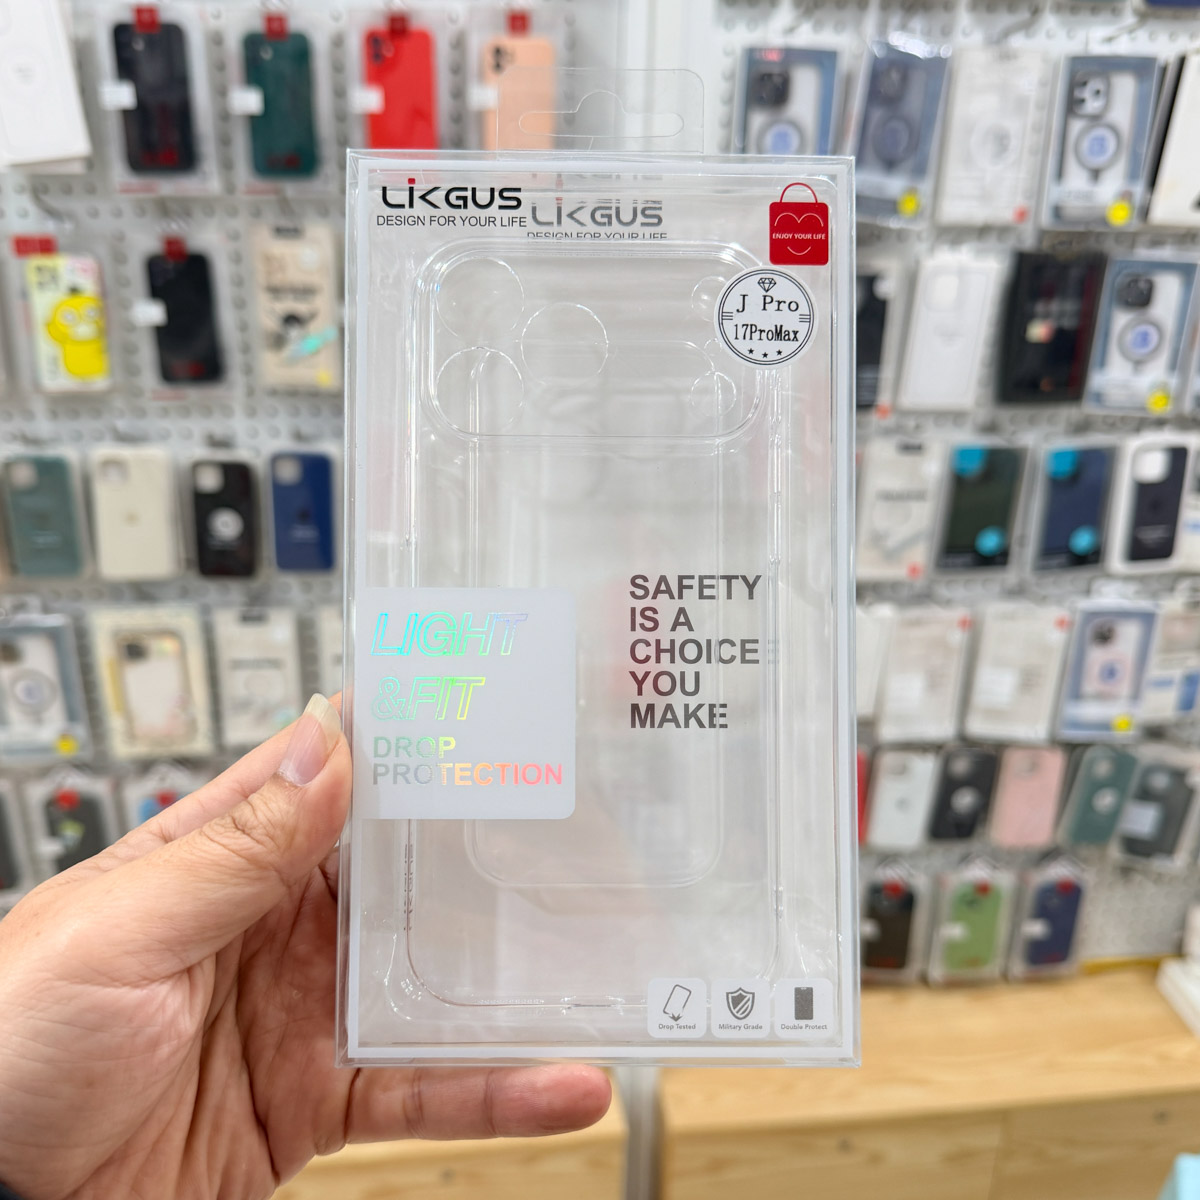 LIKGUS
DESIGN FOR YOUR LIFE
LIKGUS
DESIGN FOR YOUR LIFE
ENJOY YOUR LIFE
J Pro
17ProMax
SAFETY
IS A
CHOICE
YOU
MAKE
LIGHT
&FIT
DROP
PROTECTION
Drop Tested
Military Grade
Double Protect